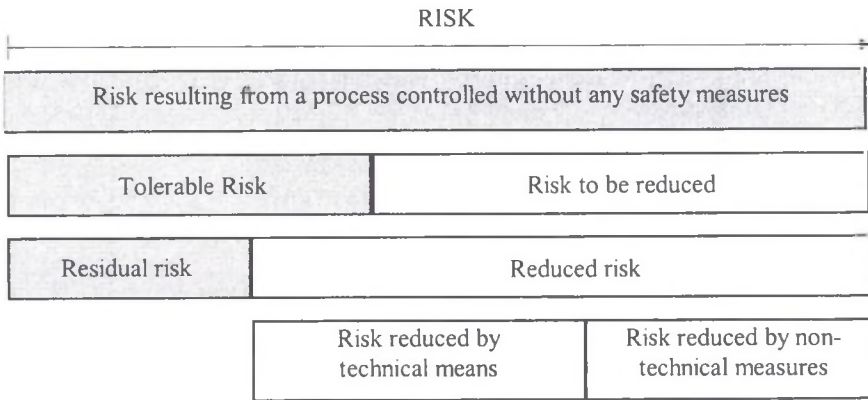 RISK
Risk resulting from a process controlled without any safety measures
Tolerable Risk
Risk to be reduced
Residual risk
Reduced risk
Risk reduced by
technical means
Risk reduced by non-
technical measures